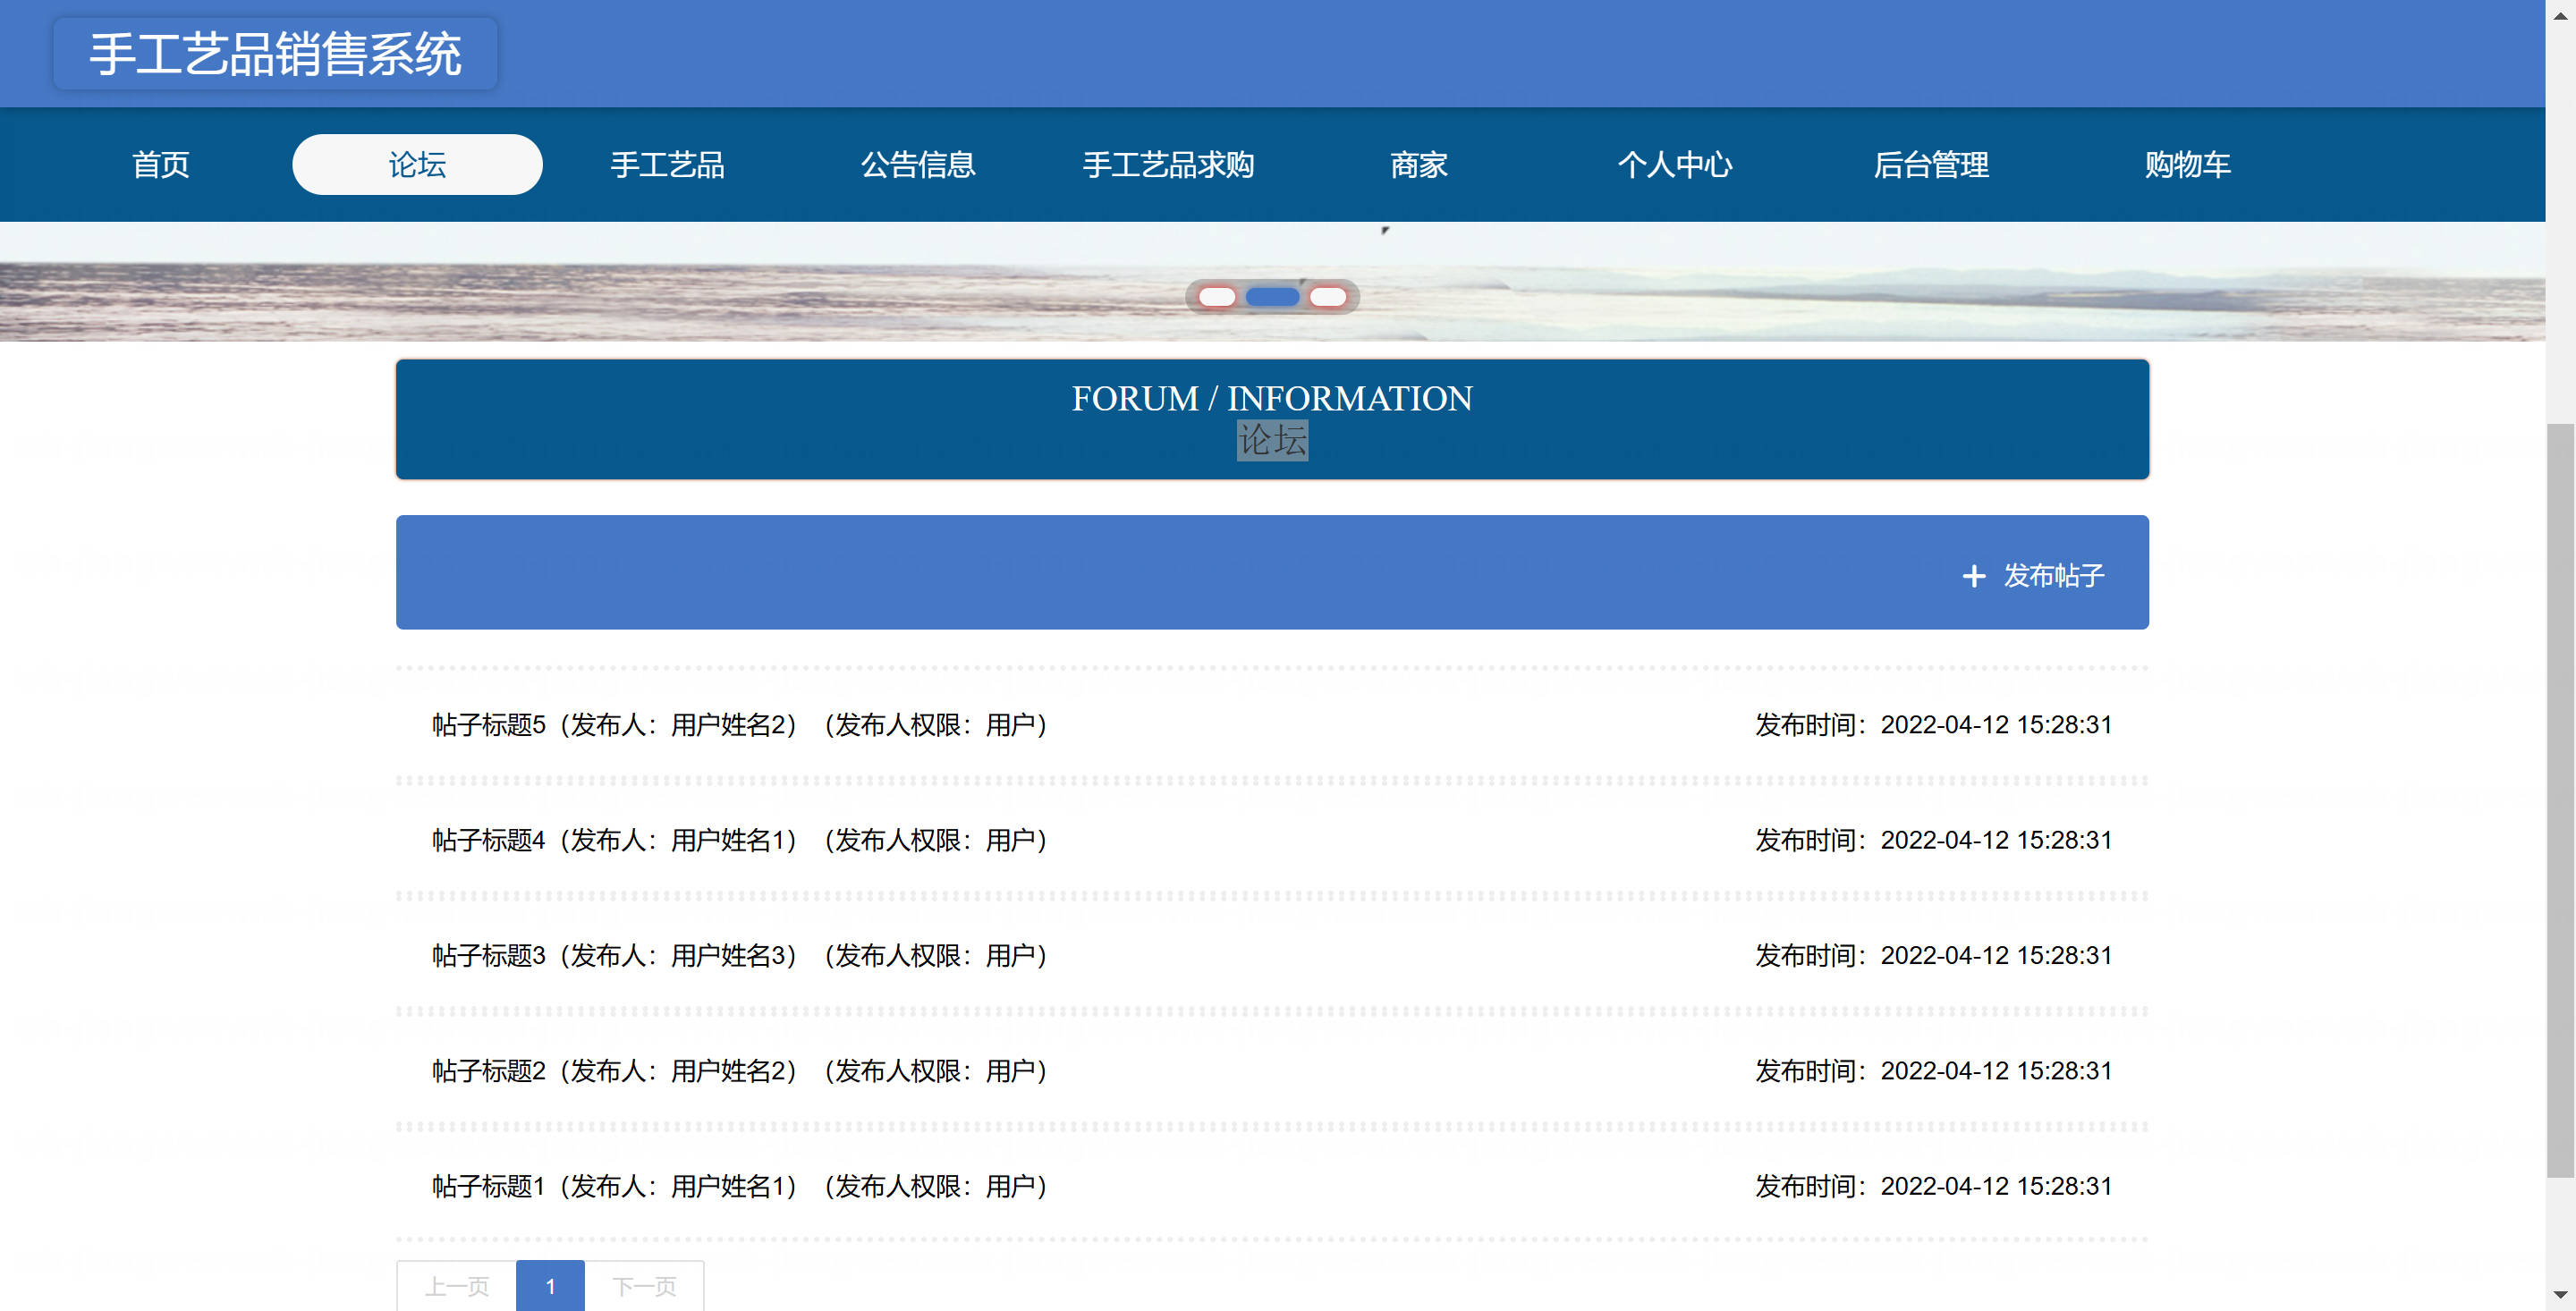 手工艺品销售系统
首页 论坛 手工艺品 公告信息 手工艺品求购 商家 个人中心 后台管理 购物车
FORUM / INFORMATION
论坛
+ 发布帖子
帖子标题5（发布人：用户姓名2）（发布人权限：用户） 发布时间：2022-04-12 15:28:31
帖子标题4（发布人：用户姓名1）（发布人权限：用户） 发布时间：2022-04-12 15:28:31
帖子标题3（发布人：用户姓名3）（发布人权限：用户） 发布时间：2022-04-12 15:28:31
帖子标题2（发布人：用户姓名2）（发布人权限：用户） 发布时间：2022-04-12 15:28:31
帖子标题1（发布人：用户姓名1）（发布人权限：用户） 发布时间：2022-04-12 15:28:31
上一页 1 下一页